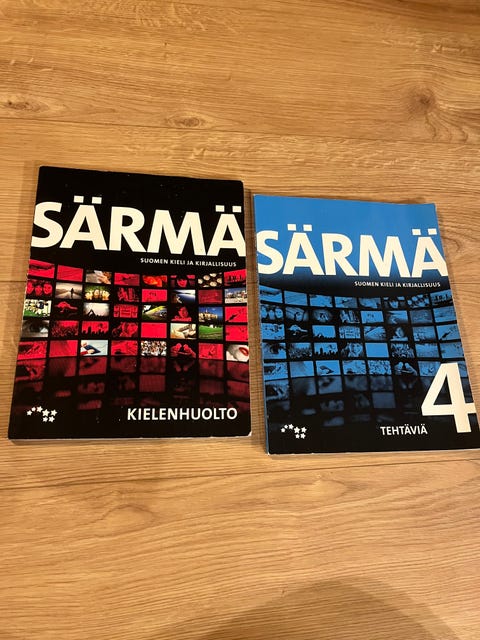 SÄRMÄ
SUOMEN KIELI JA KIRJALLISUUS
KIELENHUOLTO
SÄRMÄ
SUOMEN KIELI JA KIRJALLISUUS
4
TEHTÄVIÄ